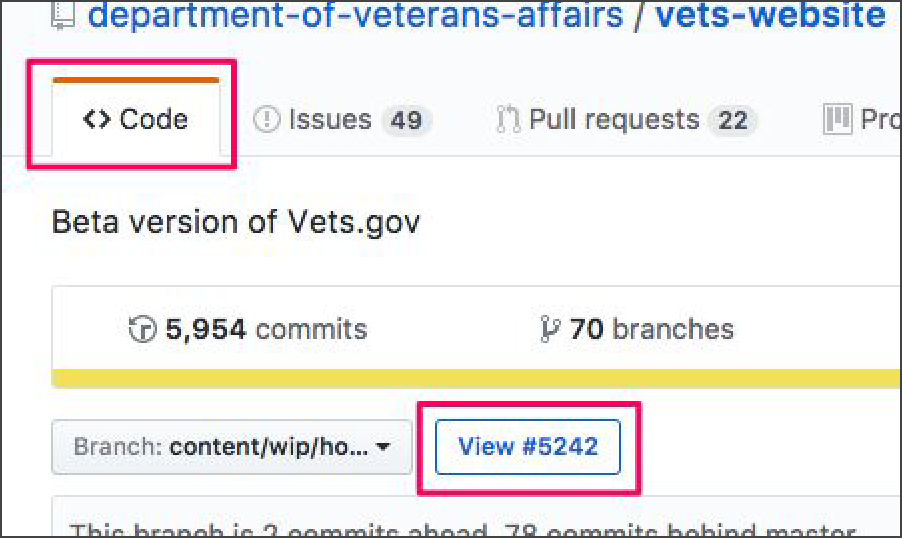 department-of-veterans-affairs / vets-website
<> Code Issues 49 Pull requests 22
Beta version of Vets.gov
5,954 commits 70 branches
Branch: content/wip/ho... View #5242
This branch is 2 commits ahead, 78 commits behind master